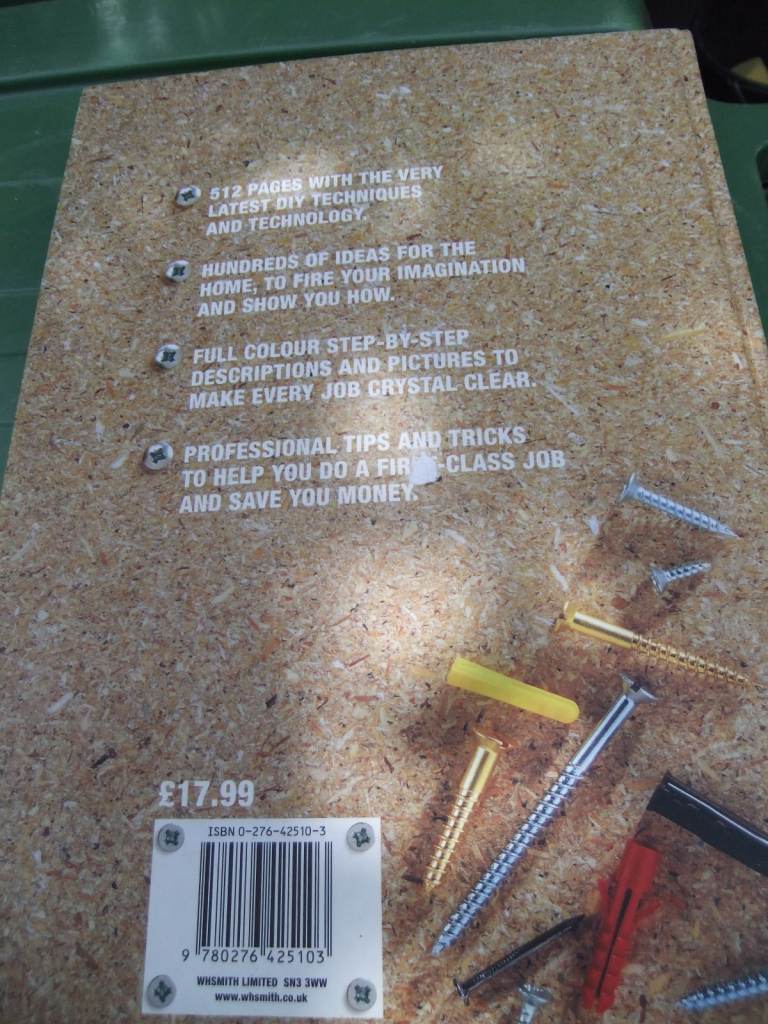 512 PAGES WITH THE VERY
LATEST DIY TECHNIQUES
AND TECHNOLOGY.
HUNDREDS OF IDEAS FOR THE
HOME, TO FIRE YOUR IMAGINATION
AND SHOW YOU HOW.
FULL COLOUR STEP-BY-STEP
DESCRIPTIONS AND PICTURES TO
MAKE EVERY JOB CRYSTAL CLEAR.
PROFESSIONAL TIPS AND TRICKS
TO HELP YOU DO A -CLASS JOB
AND SAVE YOU MONEY.
£17.99
ISBN 0-276-42510-3
9 780276 425103
WHSMITH LIMITED SN3 3WW
www.whsmith.co.uk